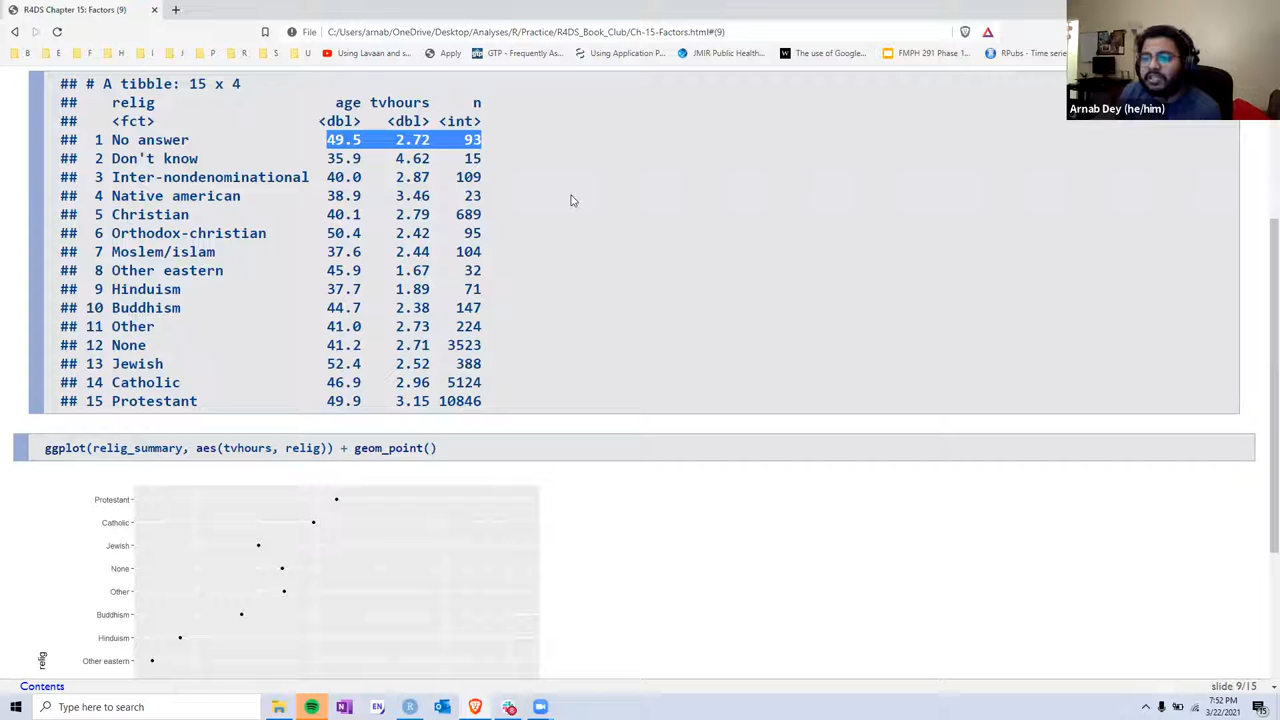 R4DS Chapter 15: Factors (9)
File C:/Users/arnab/OneDrive/Desktop/Analyses/R/Practice/R4DS_Book_Club/Ch-15-Factors.html#(9)
B E F H I J P R S U Using Lavaan with... Apply GTP - Frequently As... Using Application P... JMIR Public Health... The use of Google... FMPH 291 Phase 1... RPubs - Time series
Arnab Dey (he/him)
## # A tibble: 15 x 4
## relig age tvhours n
## <fct> <dbl> <dbl> <int>
## 1 No answer 49.5 2.72 93
## 2 Don't know 35.9 4.62 15
## 3 Inter-nondenominational 40.0 2.87 109
## 4 Native american 38.9 3.46 23
## 5 Christian 40.1 2.79 689
## 6 Orthodox-christian 50.4 2.42 95
## 7 Moslem/islam 37.6 2.44 104
## 8 Other eastern 45.9 1.67 32
## 9 Hinduism 37.7 1.89 71
## 10 Buddhism 44.7 2.38 147
## 11 Other 41.0 2.73 224
## 12 None 41.2 2.71 3523
## 13 Jewish 52.4 2.52 388
## 14 Catholic 46.9 2.96 5124
## 15 Protestant 49.9 3.15 10846
ggplot(relig_summary, aes(tvhours, relig)) + geom_point()
Protestant
Catholic
Jewish
None
Other
Buddhism
Hinduism
Other eastern
relig
Contents
slide 9/15
Type here to search
7:52 PM
3/22/2021